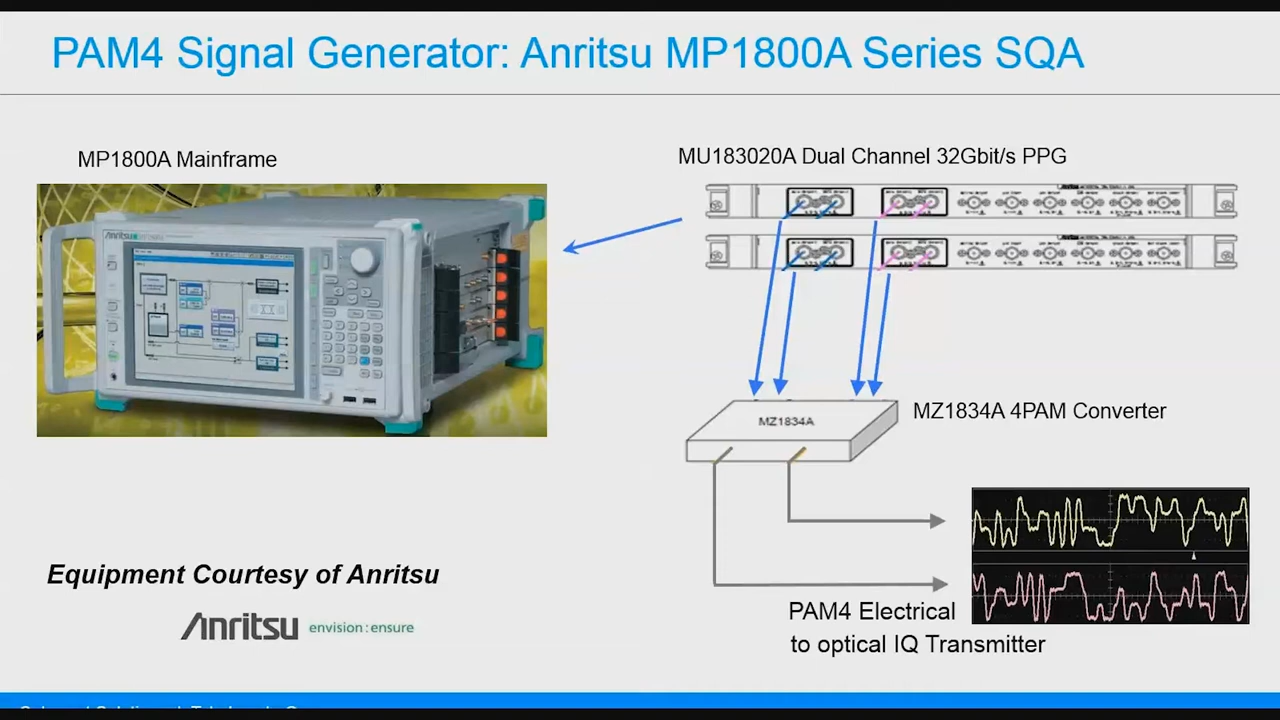 PAM4 Signal Generator: Anritsu MP1800A Series SQA
MP1800A Mainframe
MU183020A Dual Channel 32Gbit/s PPG
Anritsu
MZ1834A
MZ1834A 4PAM Converter
Equipment Courtesy of Anritsu
Anritsu envision:ensure
PAM4 Electrical
to optical IQ Transmitter